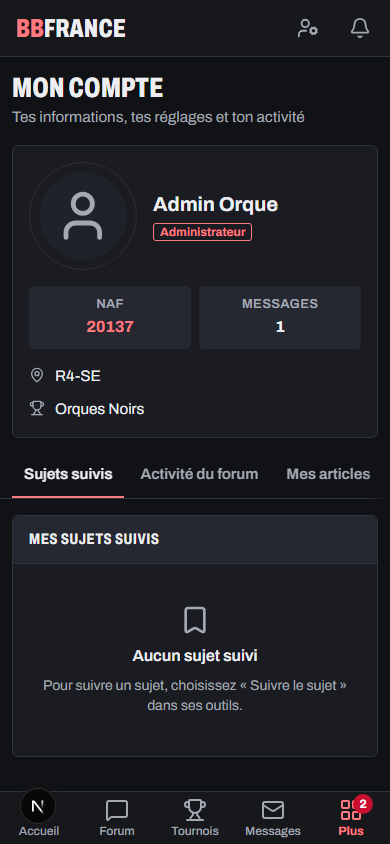 BBFRANCE
MON COMPTE
Tes informations, tes réglages et ton activité
Admin Orque
Administrateur
NAF
20137
MESSAGES
1
R4-SE
Orques Noirs
Sujets suivis
Activité du forum
Mes articles
MES SUJETS SUIVIS
Aucun sujet suivi
Pour suivre un sujet, choisissez « Suivre le sujet »
dans ses outils.
N
2
Accueil
Forum
Tournois
Messages
Plus